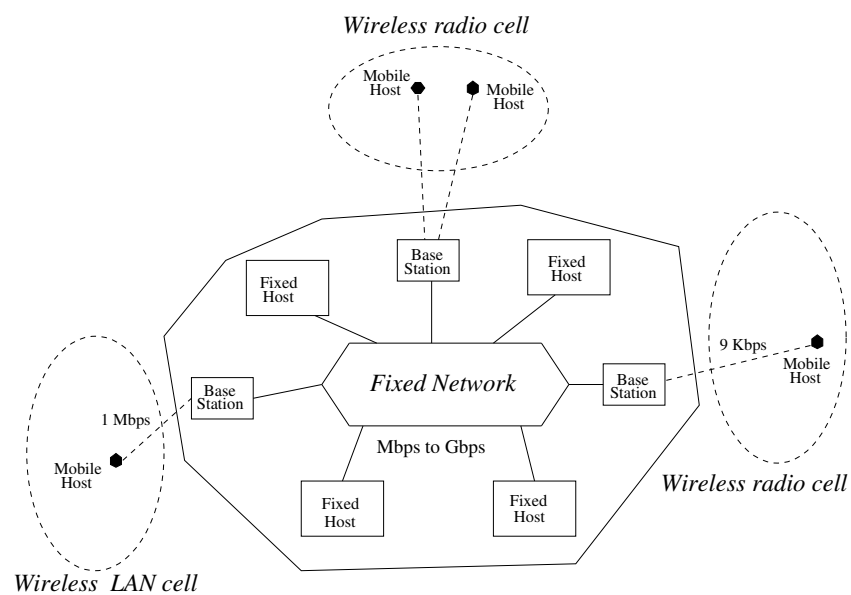 Wireless radio cell
Mobile
Host
Mobile
Host
Base
Station
Fixed
Host
Fixed
Host
9 Kbps
Mobile
Host
Fixed Network
Base
Station
Base
Station
1 Mbps
Mbps to Gbps
Mobile
Host
Wireless radio cell
Fixed
Host
Fixed
Host
Wireless LAN cell